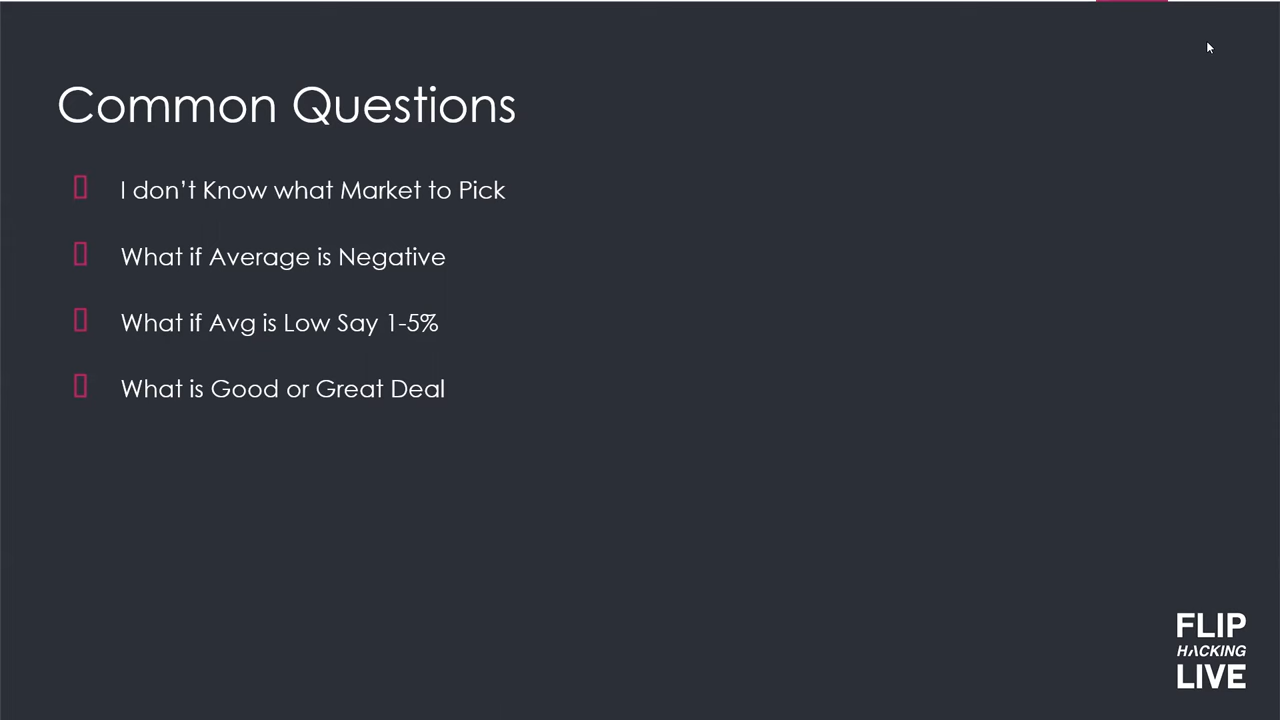 Common Questions
I don't Know what Market to Pick
What if Average is Negative
What if Avg is Low Say 1-5%
What is Good or Great Deal
FLIP
HACKING
LIVE